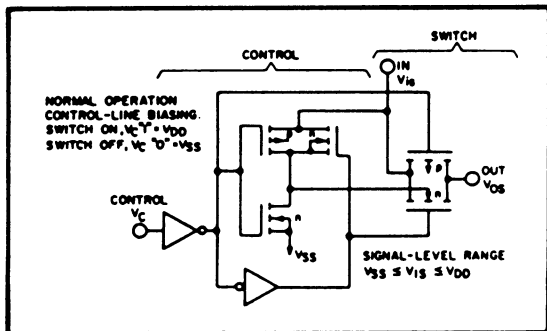 SWITCH
CONTROL
IN
Vis
NORMAL OPERATION
CONTROL-LINE BIASING.
SWITCH ON, VC "1" = VDD
SWITCH OFF, VC "0" = VSS
p
n
p
n
OUT
VOS
CONTROL
VC
n
VSS
SIGNAL-LEVEL RANGE
VSS ≤ VIS ≤ VDD